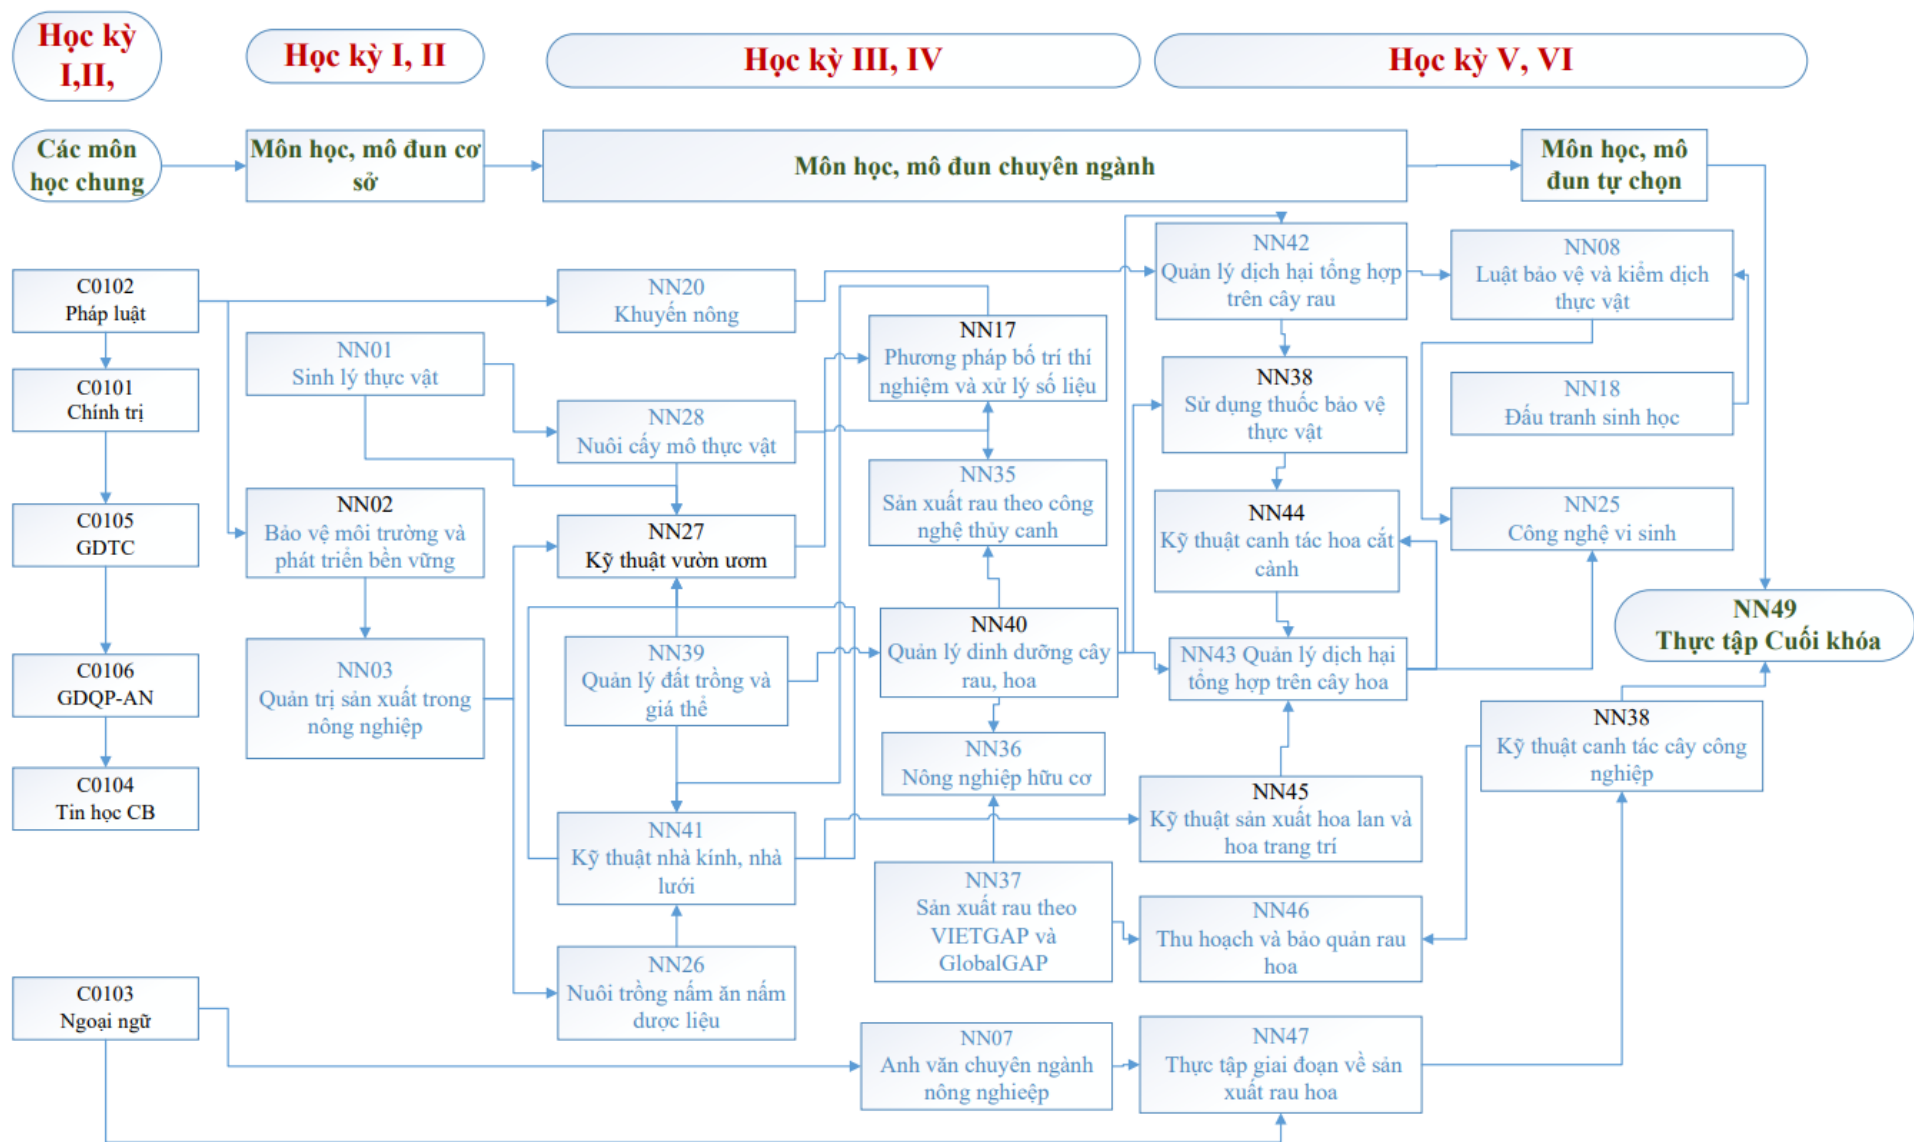 Học kỳ
I,II,
Học kỳ I, II
Học kỳ III, IV
Học kỳ V, VI
Các môn
học chung
Môn học, mô đun cơ
sở
Môn học, mô đun chuyên ngành
Môn học, mô
đun tự chọn
C0102
Pháp luật
C0101
Chính trị
C0105
GDTC
C0106
GDQP-AN
C0104
Tin học CB
C0103
Ngoại ngữ
NN01
Sinh lý thực vật
NN02
Bảo vệ môi trường và
phát triển bền vững
NN03
Quản trị sản xuất trong
nông nghiệp
NN20
Khuyến nông
NN28
Nuôi cấy mô thực vật
NN27
Kỹ thuật vườn ươm
NN39
Quản lý đất trồng và
giá thể
NN41
Kỹ thuật nhà kính, nhà
lưới
NN26
Nuôi trồng nấm ăn nấm
dược liệu
NN17
Phương pháp bố trí thí
nghiệm và xử lý số liệu
NN35
Sản xuất rau theo công
nghệ thủy canh
NN40
Quản lý dinh dưỡng cây
rau, hoa
NN36
Nông nghiệp hữu cơ
NN37
Sản xuất rau theo
VIETGAP và
GlobalGAP
NN07
Anh văn chuyên ngành
nông nghieệp
NN42
Quản lý dịch hại tổng hợp
trên cây rau
NN38
Sử dụng thuốc bảo vệ
thực vật
NN44
Kỹ thuật canh tác hoa cắt
cành
NN43 Quản lý dịch hại
tổng hợp trên cây hoa
NN45
Kỹ thuật sản xuất hoa lan và
hoa trang trí
NN46
Thu hoạch và bảo quản rau
hoa
NN47
Thực tập giai đoạn về sản
xuất rau hoa
NN08
Luật bảo vệ và kiểm dịch
thực vật
NN18
Đấu tranh sinh học
NN25
Công nghệ vi sinh
NN49
Thực tập Cuối khóa
NN38
Kỹ thuật canh tác cây công
nghiệp